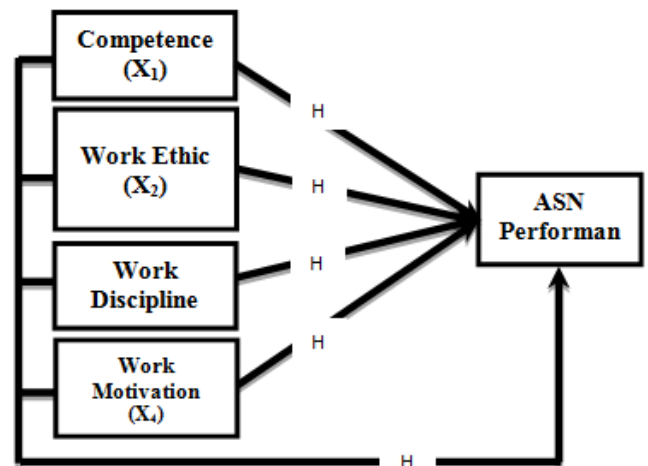 Competence
(X₁)
H
Work Ethic
(X₂)
H
ASN
Performan
Work
Discipline
H
Work
Motivation
(X₄)
H
H